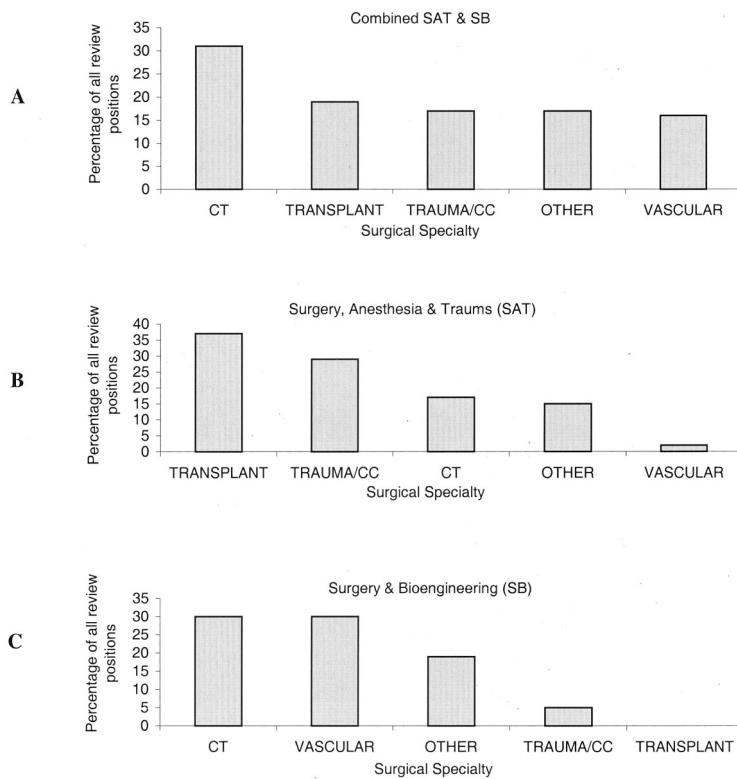 A
Combined SAT & SB
Percentage of all review
positions
35
30
25
20
15
10
5
0
CT TRANSPLANT TRAUMA/CC OTHER VASCULAR
Surgical Specialty
B
Surgery, Anesthesia & Traums (SAT)
Percentage of all review
positions
40
35
30
25
20
15
10
5
0
TRANSPLANT TRAUMA/CC CT OTHER VASCULAR
Surgical Specialty
C
Surgery & Bioengineering (SB)
Percentage of all review
positions
35
30
25
20
15
10
5
0
CT VASCULAR OTHER TRAUMA/CC TRANSPLANT
Surgical Specialty